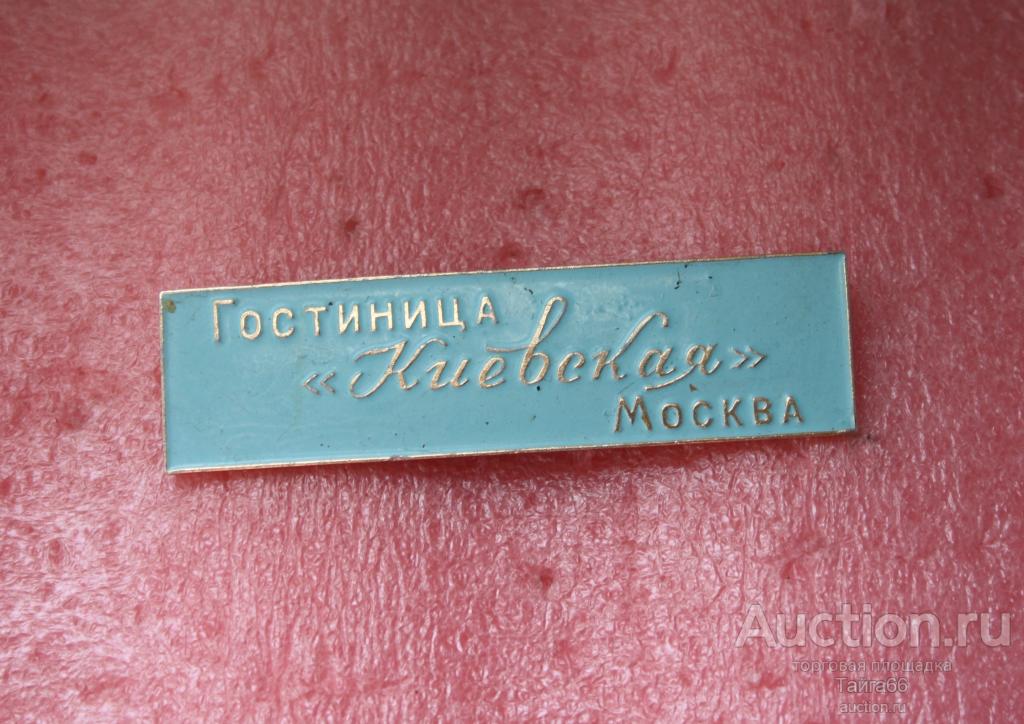 Гостиница
«Киевская»
Москва
Auction.ru
торговая площадка
Тайга66
auction.ru